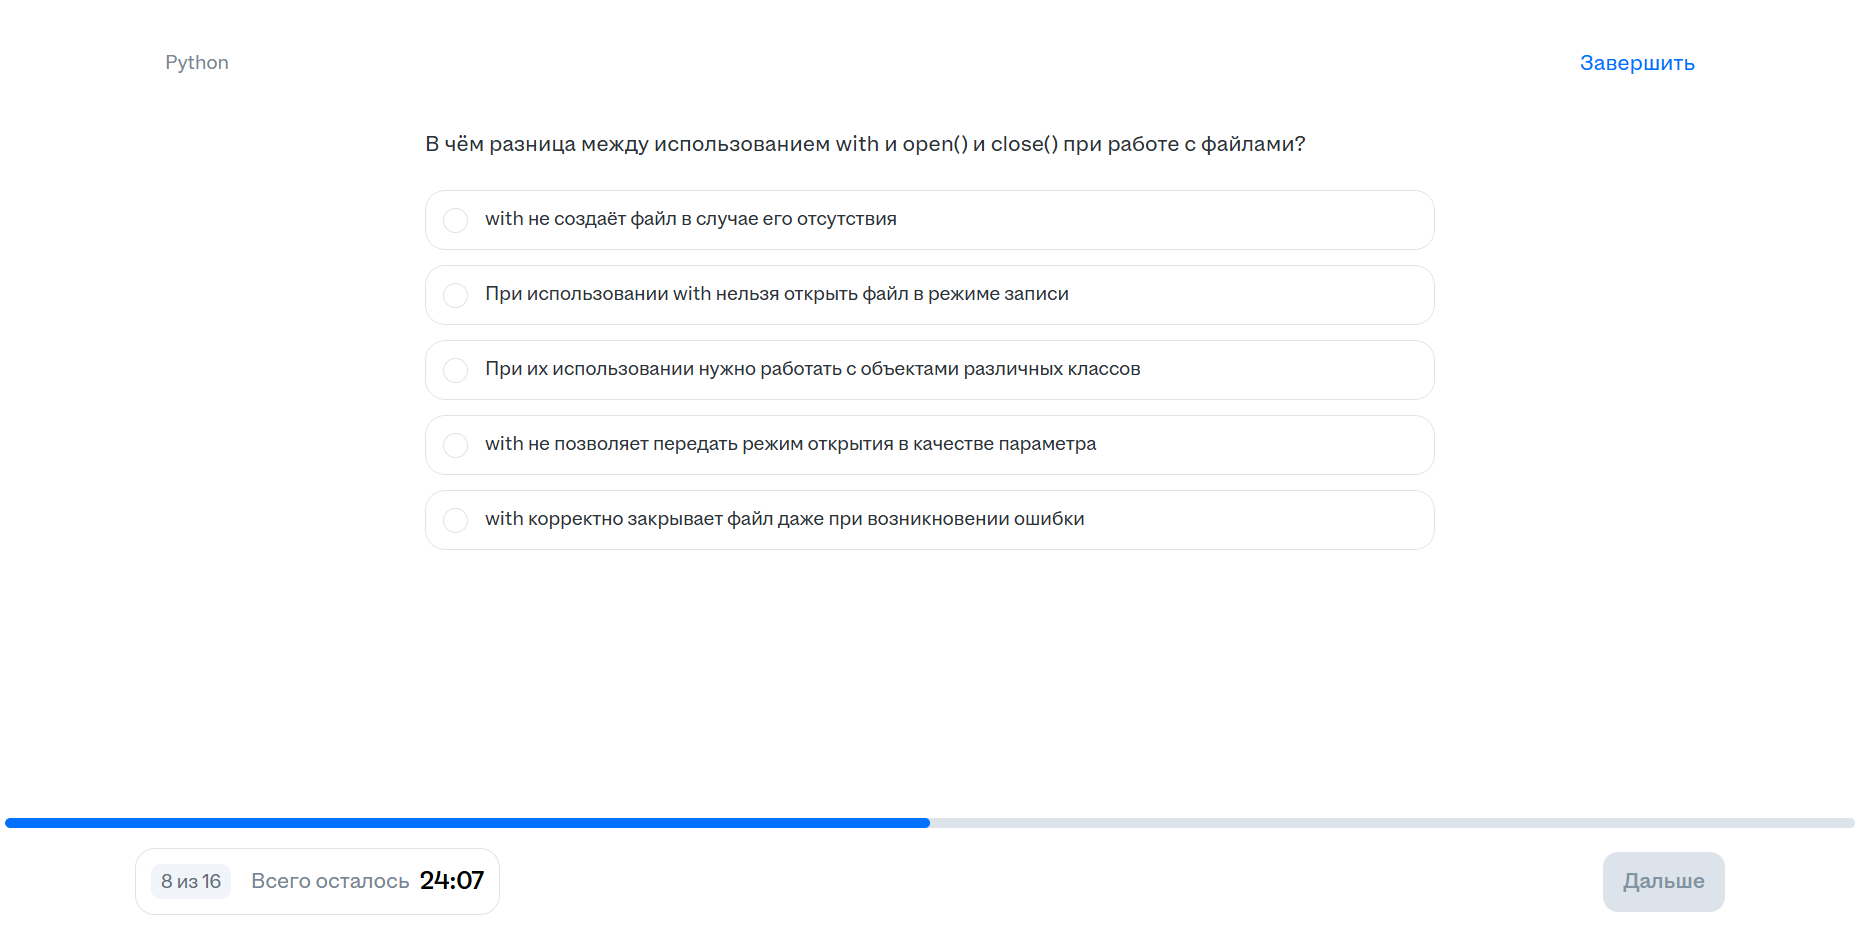 Python
Завершить
В чём разница между использованием with и open() и close() при работе с файлами?
with не создаёт файл в случае его отсутствия
При использовании with нельзя открыть файл в режиме записи
При их использовании нужно работать с объектами различных классов
with не позволяет передать режим открытия в качестве параметра
with корректно закрывает файл даже при возникновении ошибки
8 из 16 Всего осталось 24:07
Дальше